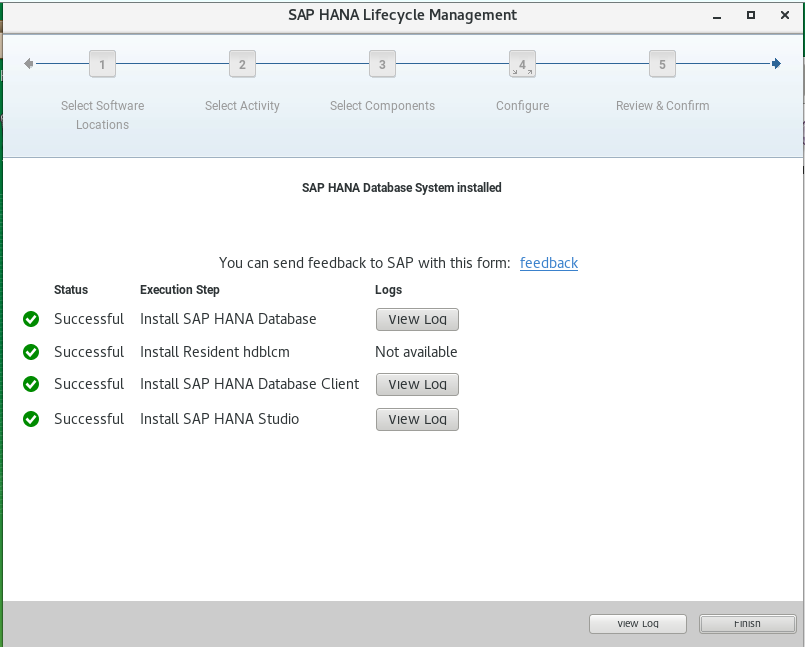 SAP HANA Lifecycle Management
1 2 3 4 5
Select Software Locations
Select Activity
Select Components
Configure
Review & Confirm
SAP HANA Database System installed
You can send feedback to SAP with this form: feedback
Status Execution Step Logs
Successful Install SAP HANA Database View Log
Successful Install Resident hdblcm Not available
Successful Install SAP HANA Database Client View Log
Successful Install SAP HANA Studio View Log
View Log Finish